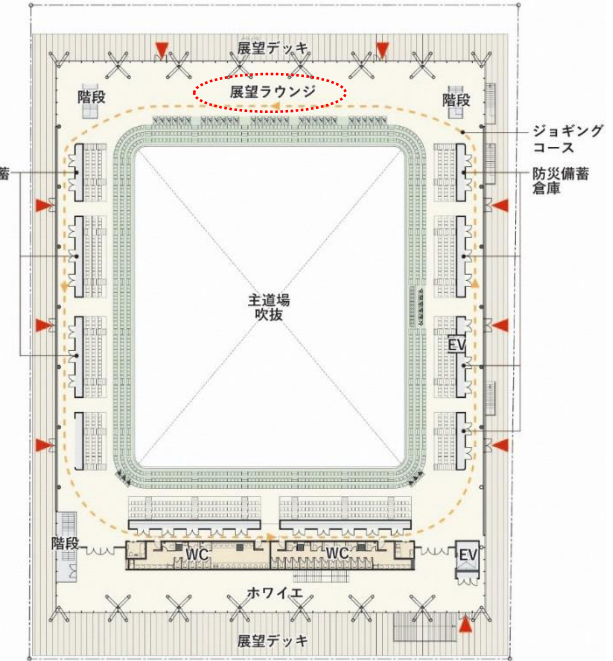 展望デッキ
展望ラウンジ
階段
階段
ジョギング
コース
蓄
防災備蓄
倉庫
主道場
吹抜
EV
階段
WC
WC
EV
ホワイエ
展望デッキ